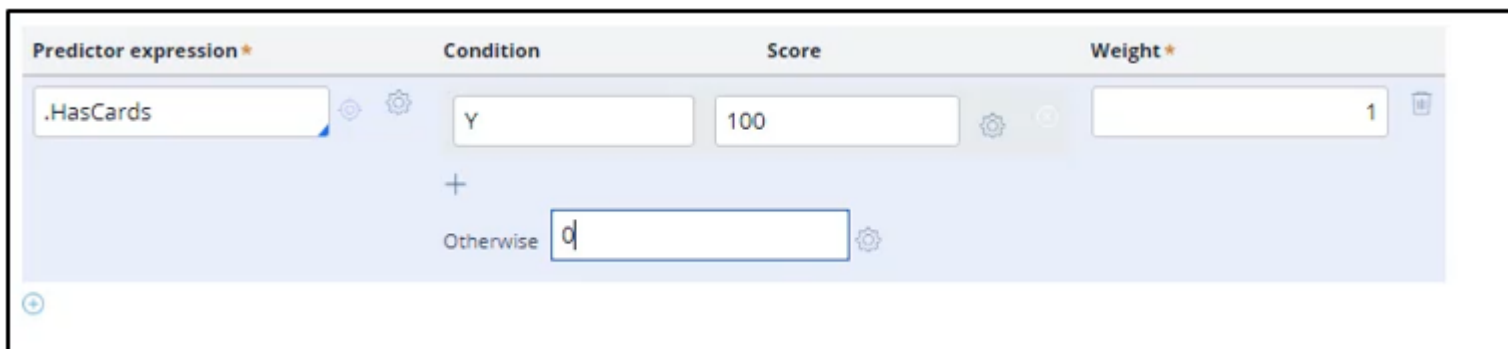 Predictor expression* Condition Score Weight*
.HasCards Y 100 1
+
Otherwise 0